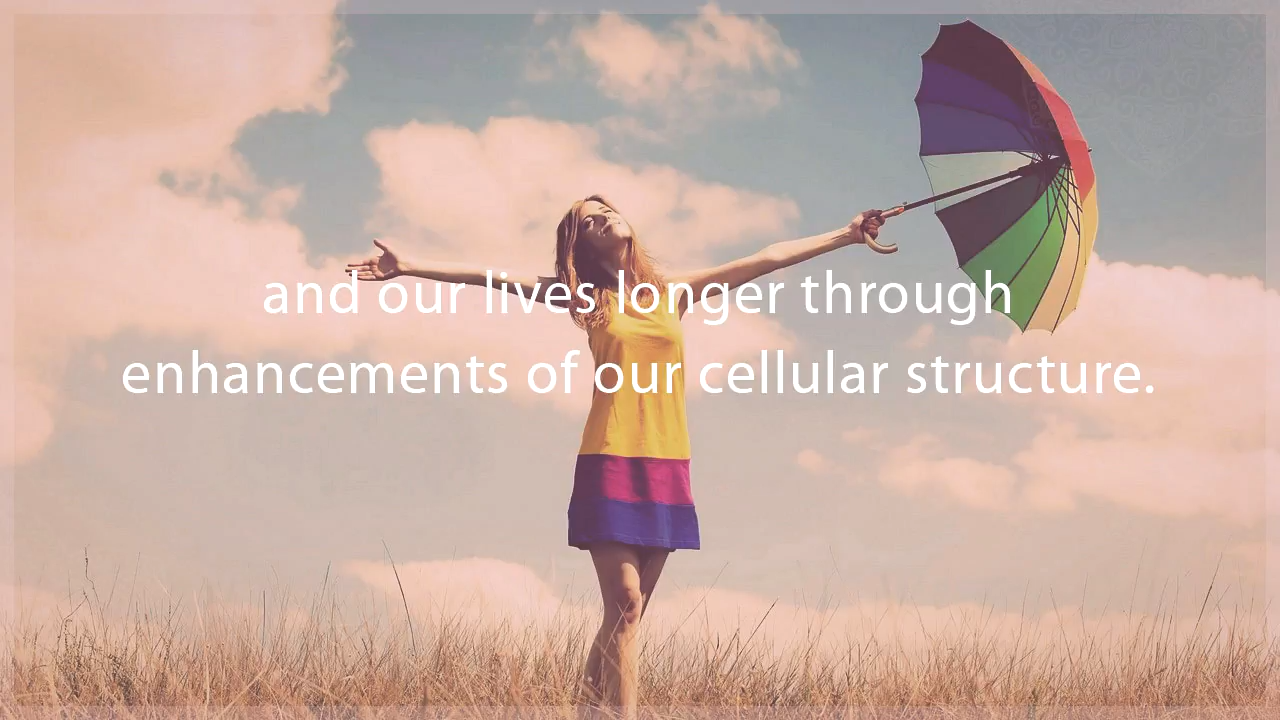 and our lives longer through
enhancements of our cellular structure.